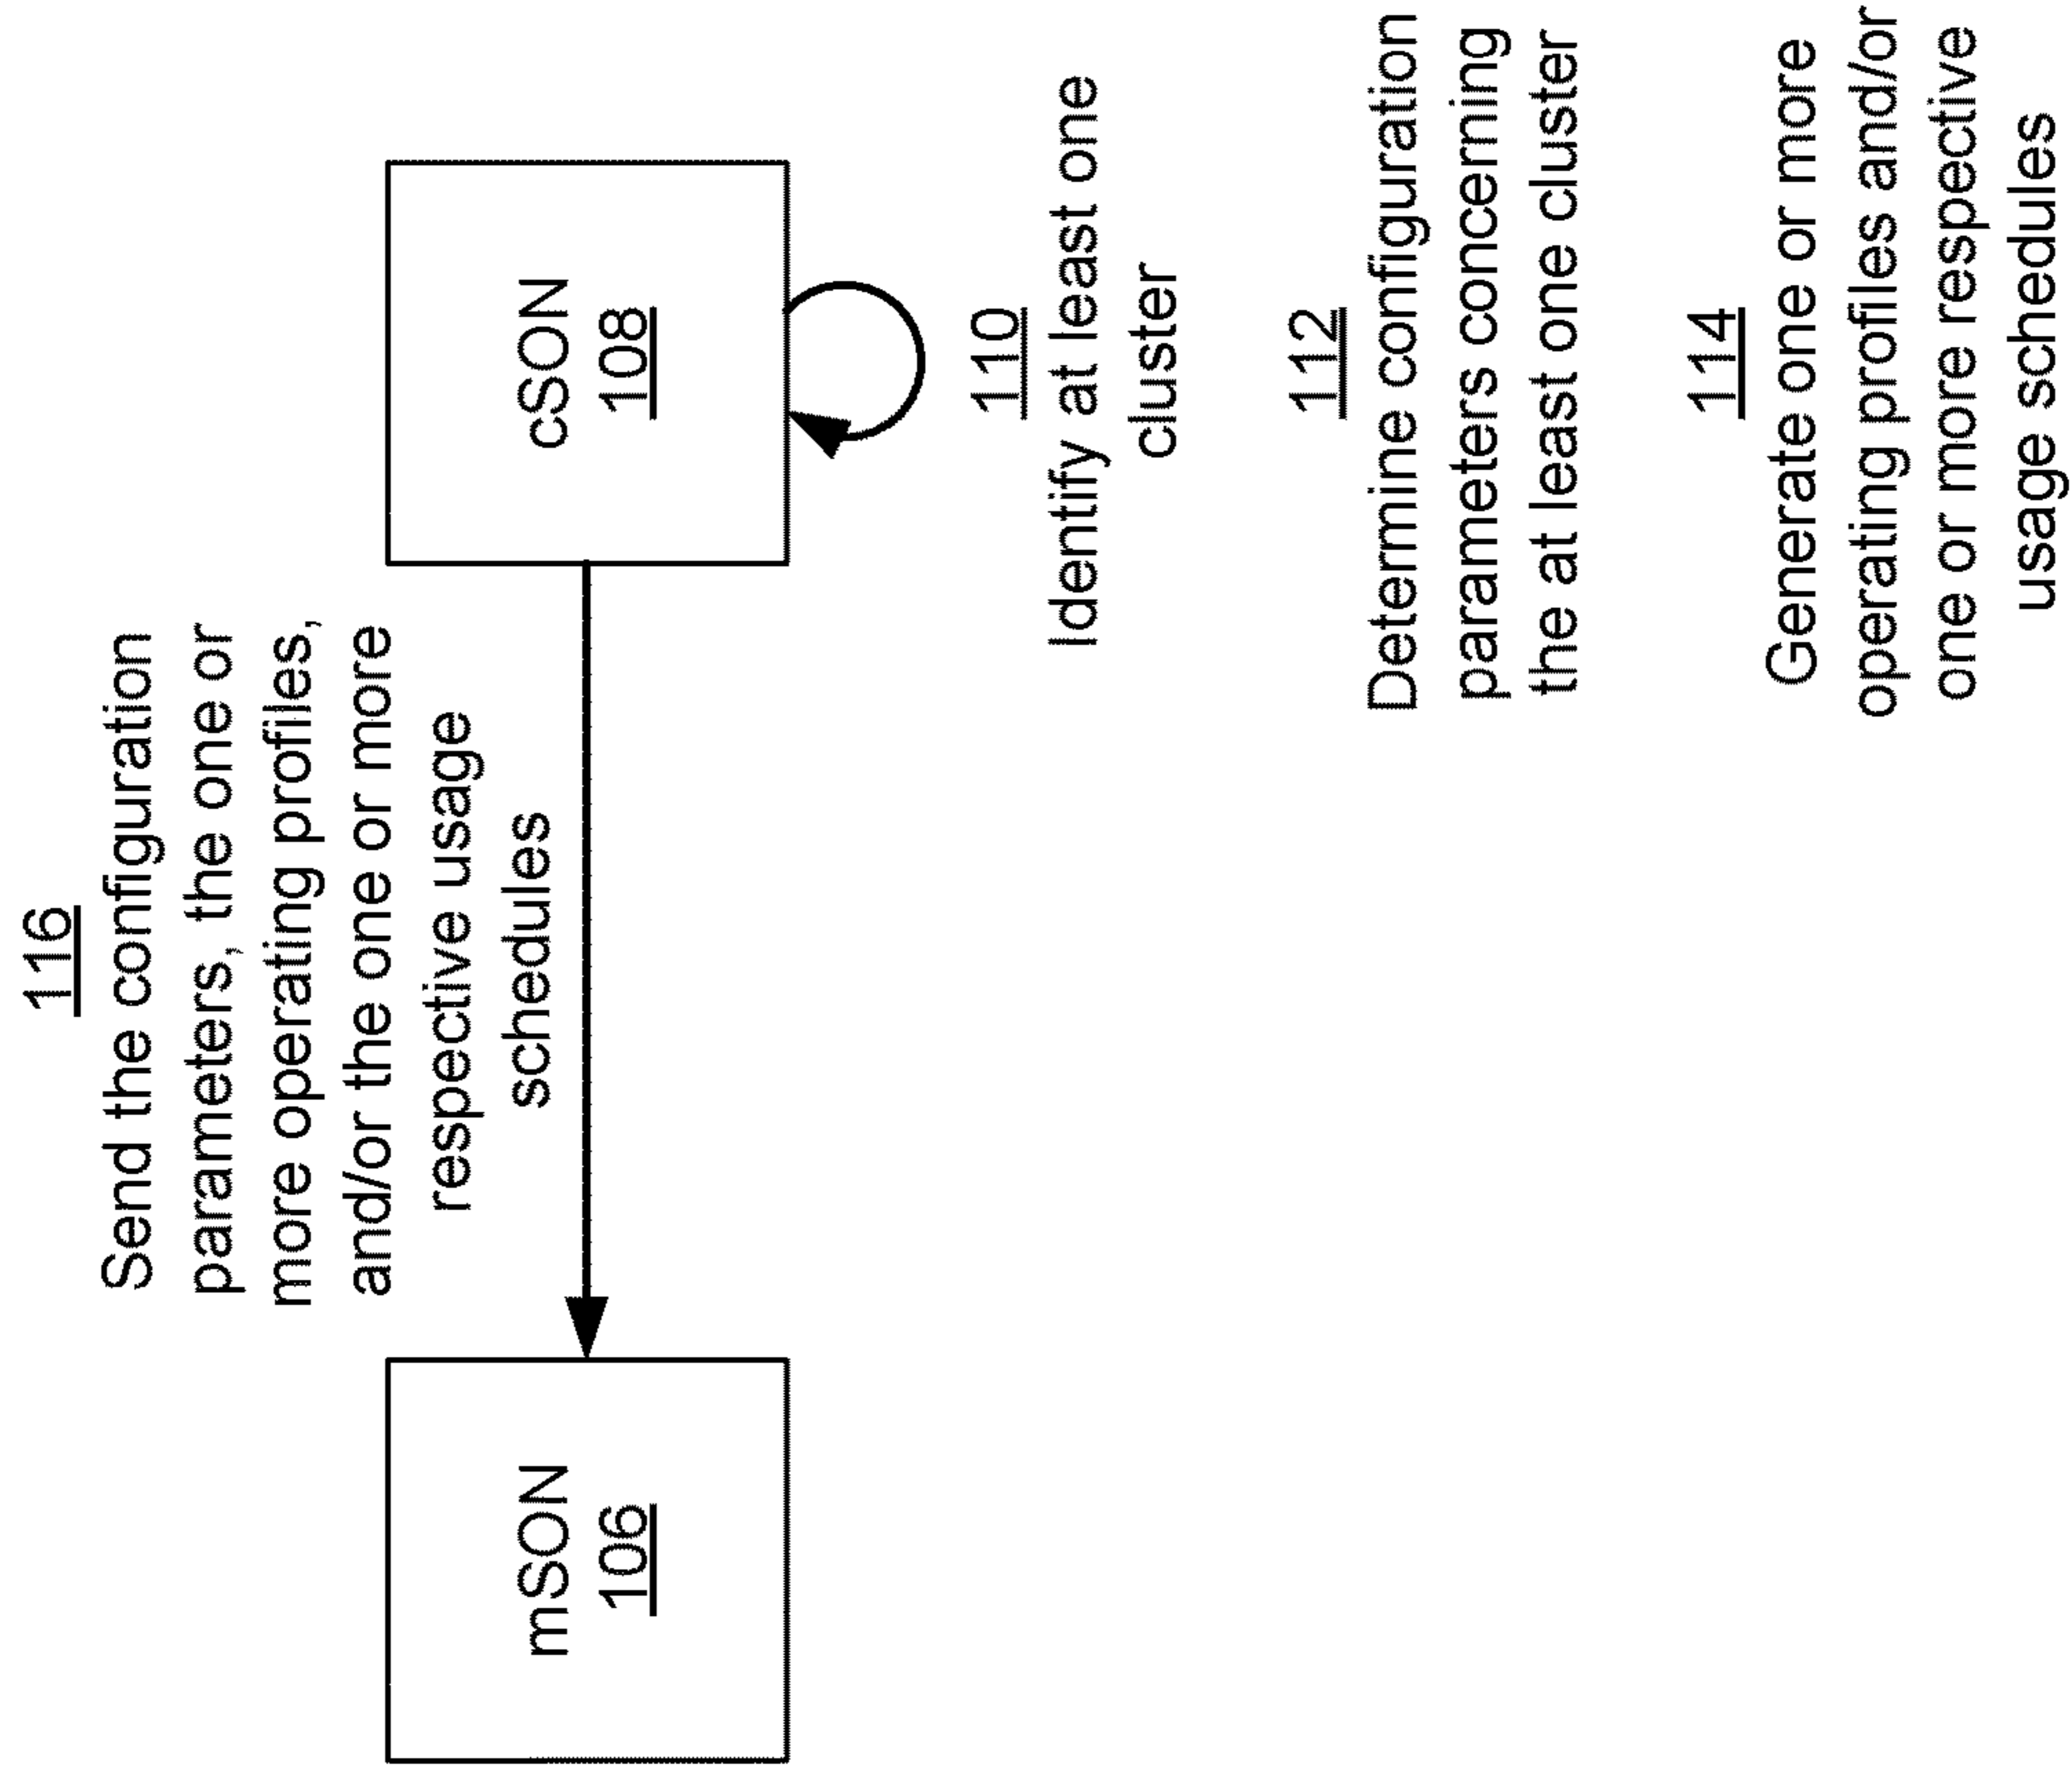 116
Send the configuration
parameters, the one or
more operating profiles,
and/or the one or more
respective usage
schedules
mSON
106
cSON
108
110
Identify at least one
cluster
112
Determine configuration
parameters concerning
the at least one cluster
114
Generate one or more
operating profiles and/or
one or more respective
usage schedules